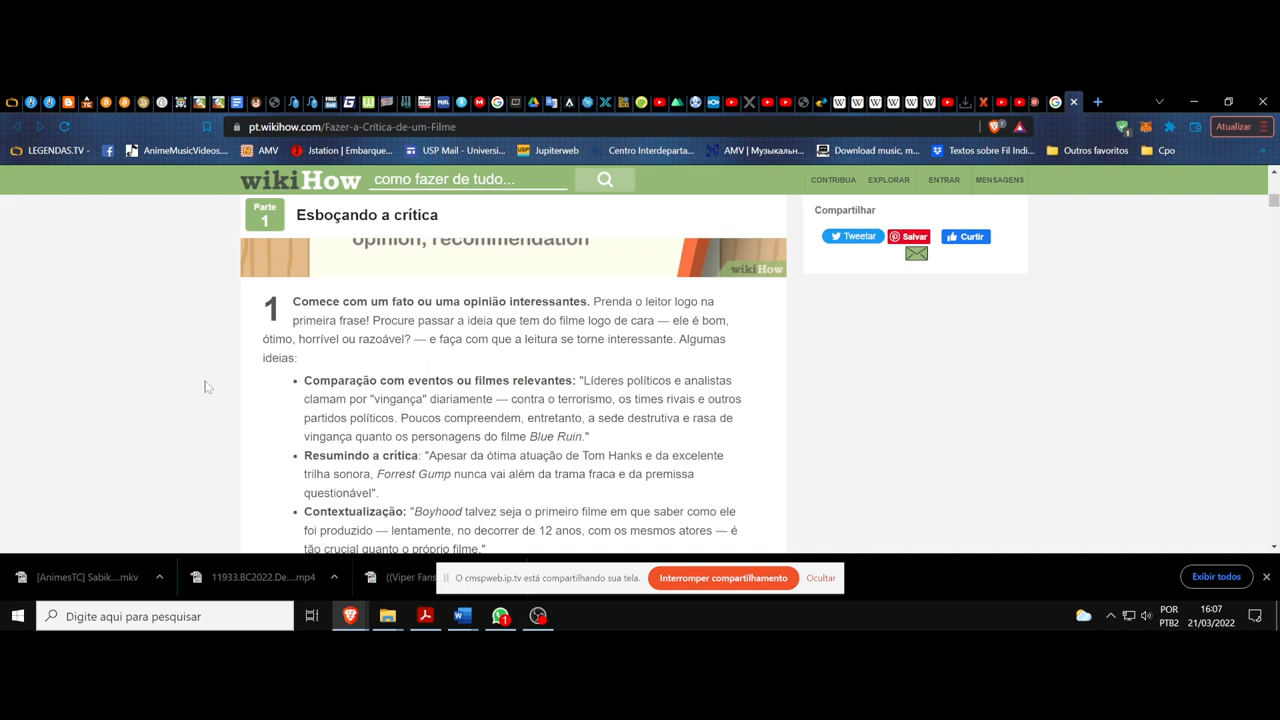 pt.wikihow.com/Fazer-a-Crítica-de-um-Filme
Atualizar
LEGENDAS.TV -
AnimeMusicVideos...
AMV
Jstation | Embarque...
USP Mail - Universi...
Jupiterweb
Centro Interdeparta...
AMV | Музыкальн...
Download music, m...
Textos sobre Fil Indi...
Outros favoritos
Cpo
wikiHow
como fazer de tudo...
CONTRIBUA
EXPLORAR
ENTRAR
MENSAGENS
Parte
1
Esboçando a crítica
Compartilhar
Tweetar
Salvar
Curtir
opinion, recommendation
wikiHow
1
Comece com um fato ou uma opinião interessantes. Prenda o leitor logo na
primeira frase! Procure passar a ideia que tem do filme logo de cara — ele é bom,
ótimo, horrível ou razoável? — e faça com que a leitura se torne interessante. Algumas
ideias:
• Comparação com eventos ou filmes relevantes: "Líderes políticos e analistas
clamam por "vingança" diariamente — contra o terrorismo, os times rivais e outros
partidos políticos. Poucos compreendem, entretanto, a sede destrutiva e rasa de
vingança quanto os personagens do filme Blue Ruin."
• Resumindo a crítica: "Apesar da ótima atuação de Tom Hanks e da excelente
trilha sonora, Forrest Gump nunca vai além da trama fraca e da premissa
questionável".
• Contextualização: "Boyhood talvez seja o primeiro filme em que saber como ele
foi produzido — lentamente, no decorrer de 12 anos, com os mesmos atores — é
tão crucial quanto o próprio filme."
[AnimesTC] Sabik....mkv
11933.BC2022.De....mp4
((Viper Fans
O cmspweb.ip.tv está compartilhando sua tela.
Interromper compartilhamento
Ocultar
Exibir todos
Digite aqui para pesquisar
POR
PTB2
16:07
21/03/2022